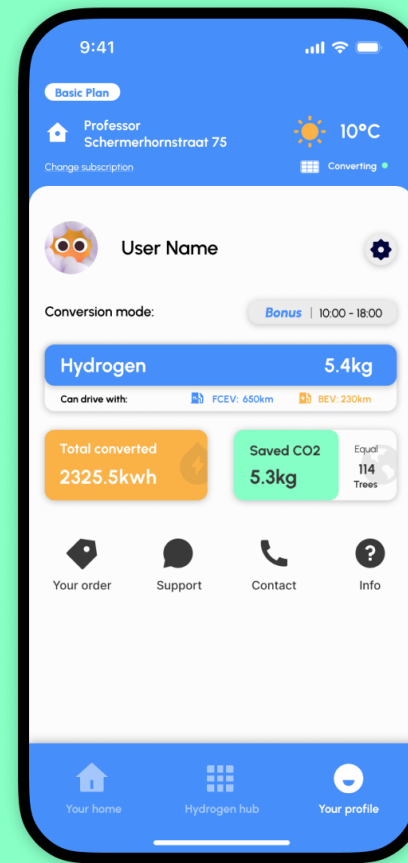 9:41
Basic Plan
Professor
Schermerhornstraat 75
10°C
Change subscription
Converting
User Name
Conversion mode:
Bonus | 10:00 - 18:00
Hydrogen
5.4kg
Can drive with:
FCEV: 650km
BEV: 230km
Total converted
2325.5kwh
Saved CO2
5.3kg
Equal
114
Trees
Your order
Support
Contact
Info
Your home
Hydrogen hub
Your profile